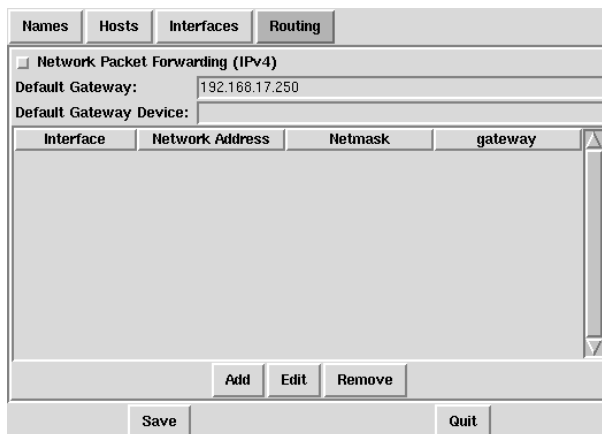 Names Hosts Interfaces Routing
Network Packet Forwarding (IPv4)
Default Gateway: 192.168.17.250
Default Gateway Device:
Interface Network Address Netmask gateway
Add Edit Remove
Save Quit